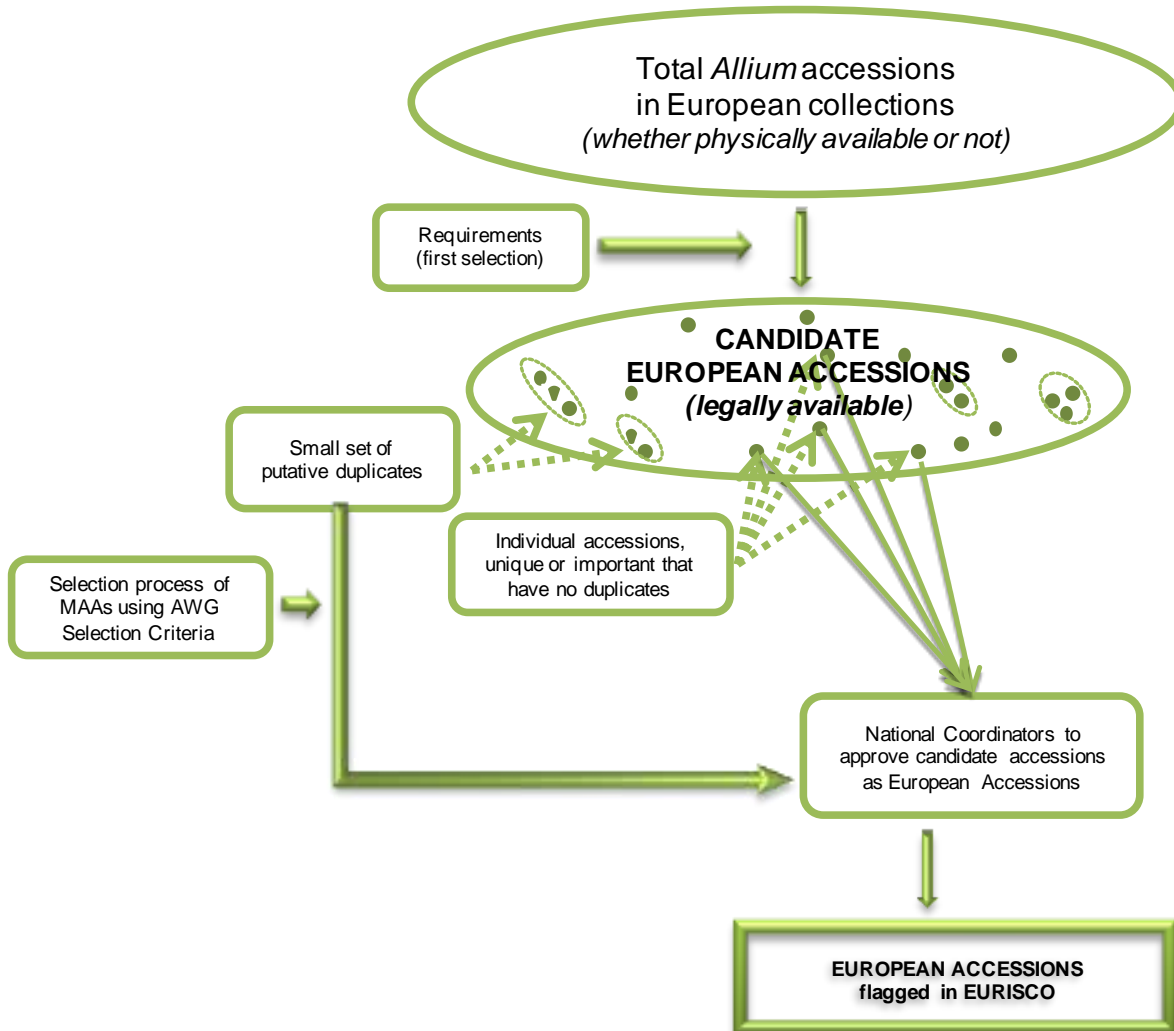 Total Allium accessions
in European collections
(whether physically available or not)
Requirements
(first selection)
CANDIDATE
EUROPEAN ACCESSIONS
(legally available)
Small set of
putative duplicates
Individual accessions,
unique or important that
have no duplicates
Selection process of
MAAs using AWG
Selection Criteria
National Coordinators to
approve candidate accessions
as European Accessions
EUROPEAN ACCESSIONS
flagged in EURISCO